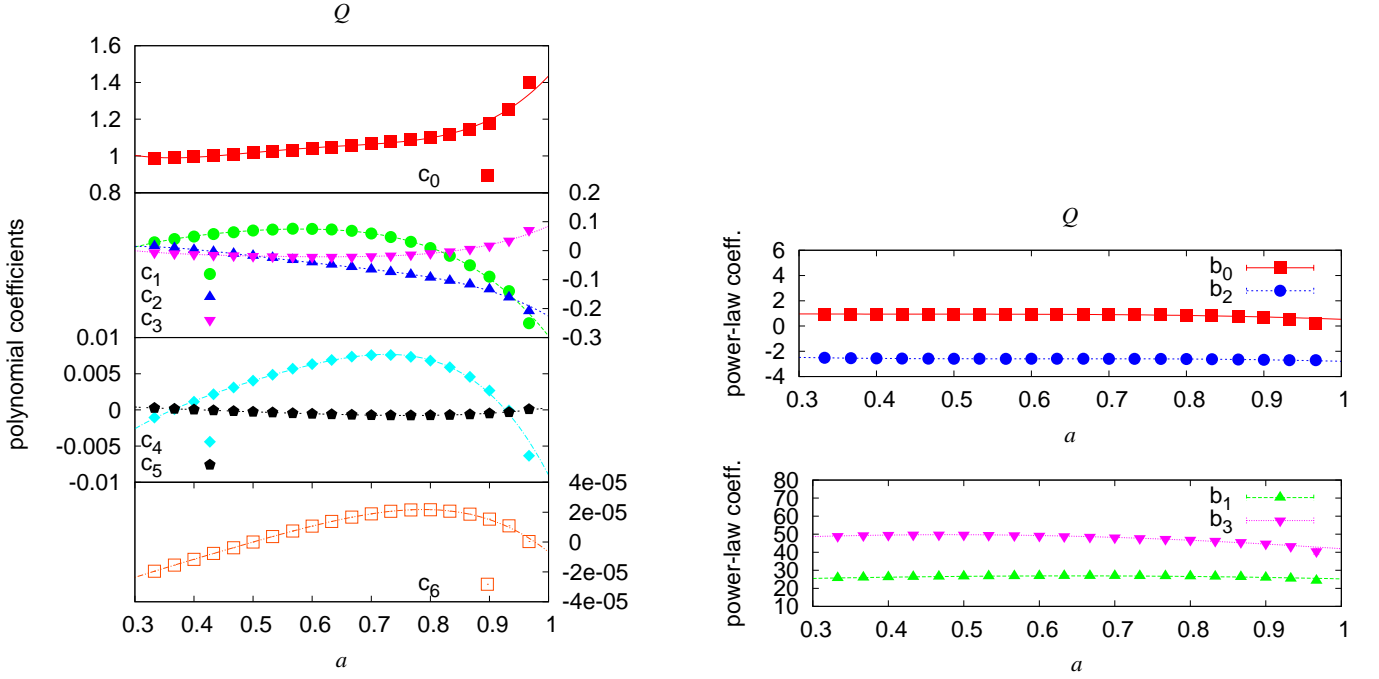 Q
1.6
1.4
1.2
1
0.8
c0
0.2
0.1
0
-0.1
-0.2
-0.3
c1
c2
c3
polynomial coefficients
0.01
0.005
0
-0.005
-0.01
c4
c5
4e-05
2e-05
0
-2e-05
-4e-05
c6
0.3 0.4 0.5 0.6 0.7 0.8 0.9 1
a
Q
power-law coeff.
6
4
2
0
-2
-4
b0
b2
0.3 0.4 0.5 0.6 0.7 0.8 0.9 1
a
power-law coeff.
80
70
60
50
40
30
20
10
b1
b3
0.3 0.4 0.5 0.6 0.7 0.8 0.9 1
a